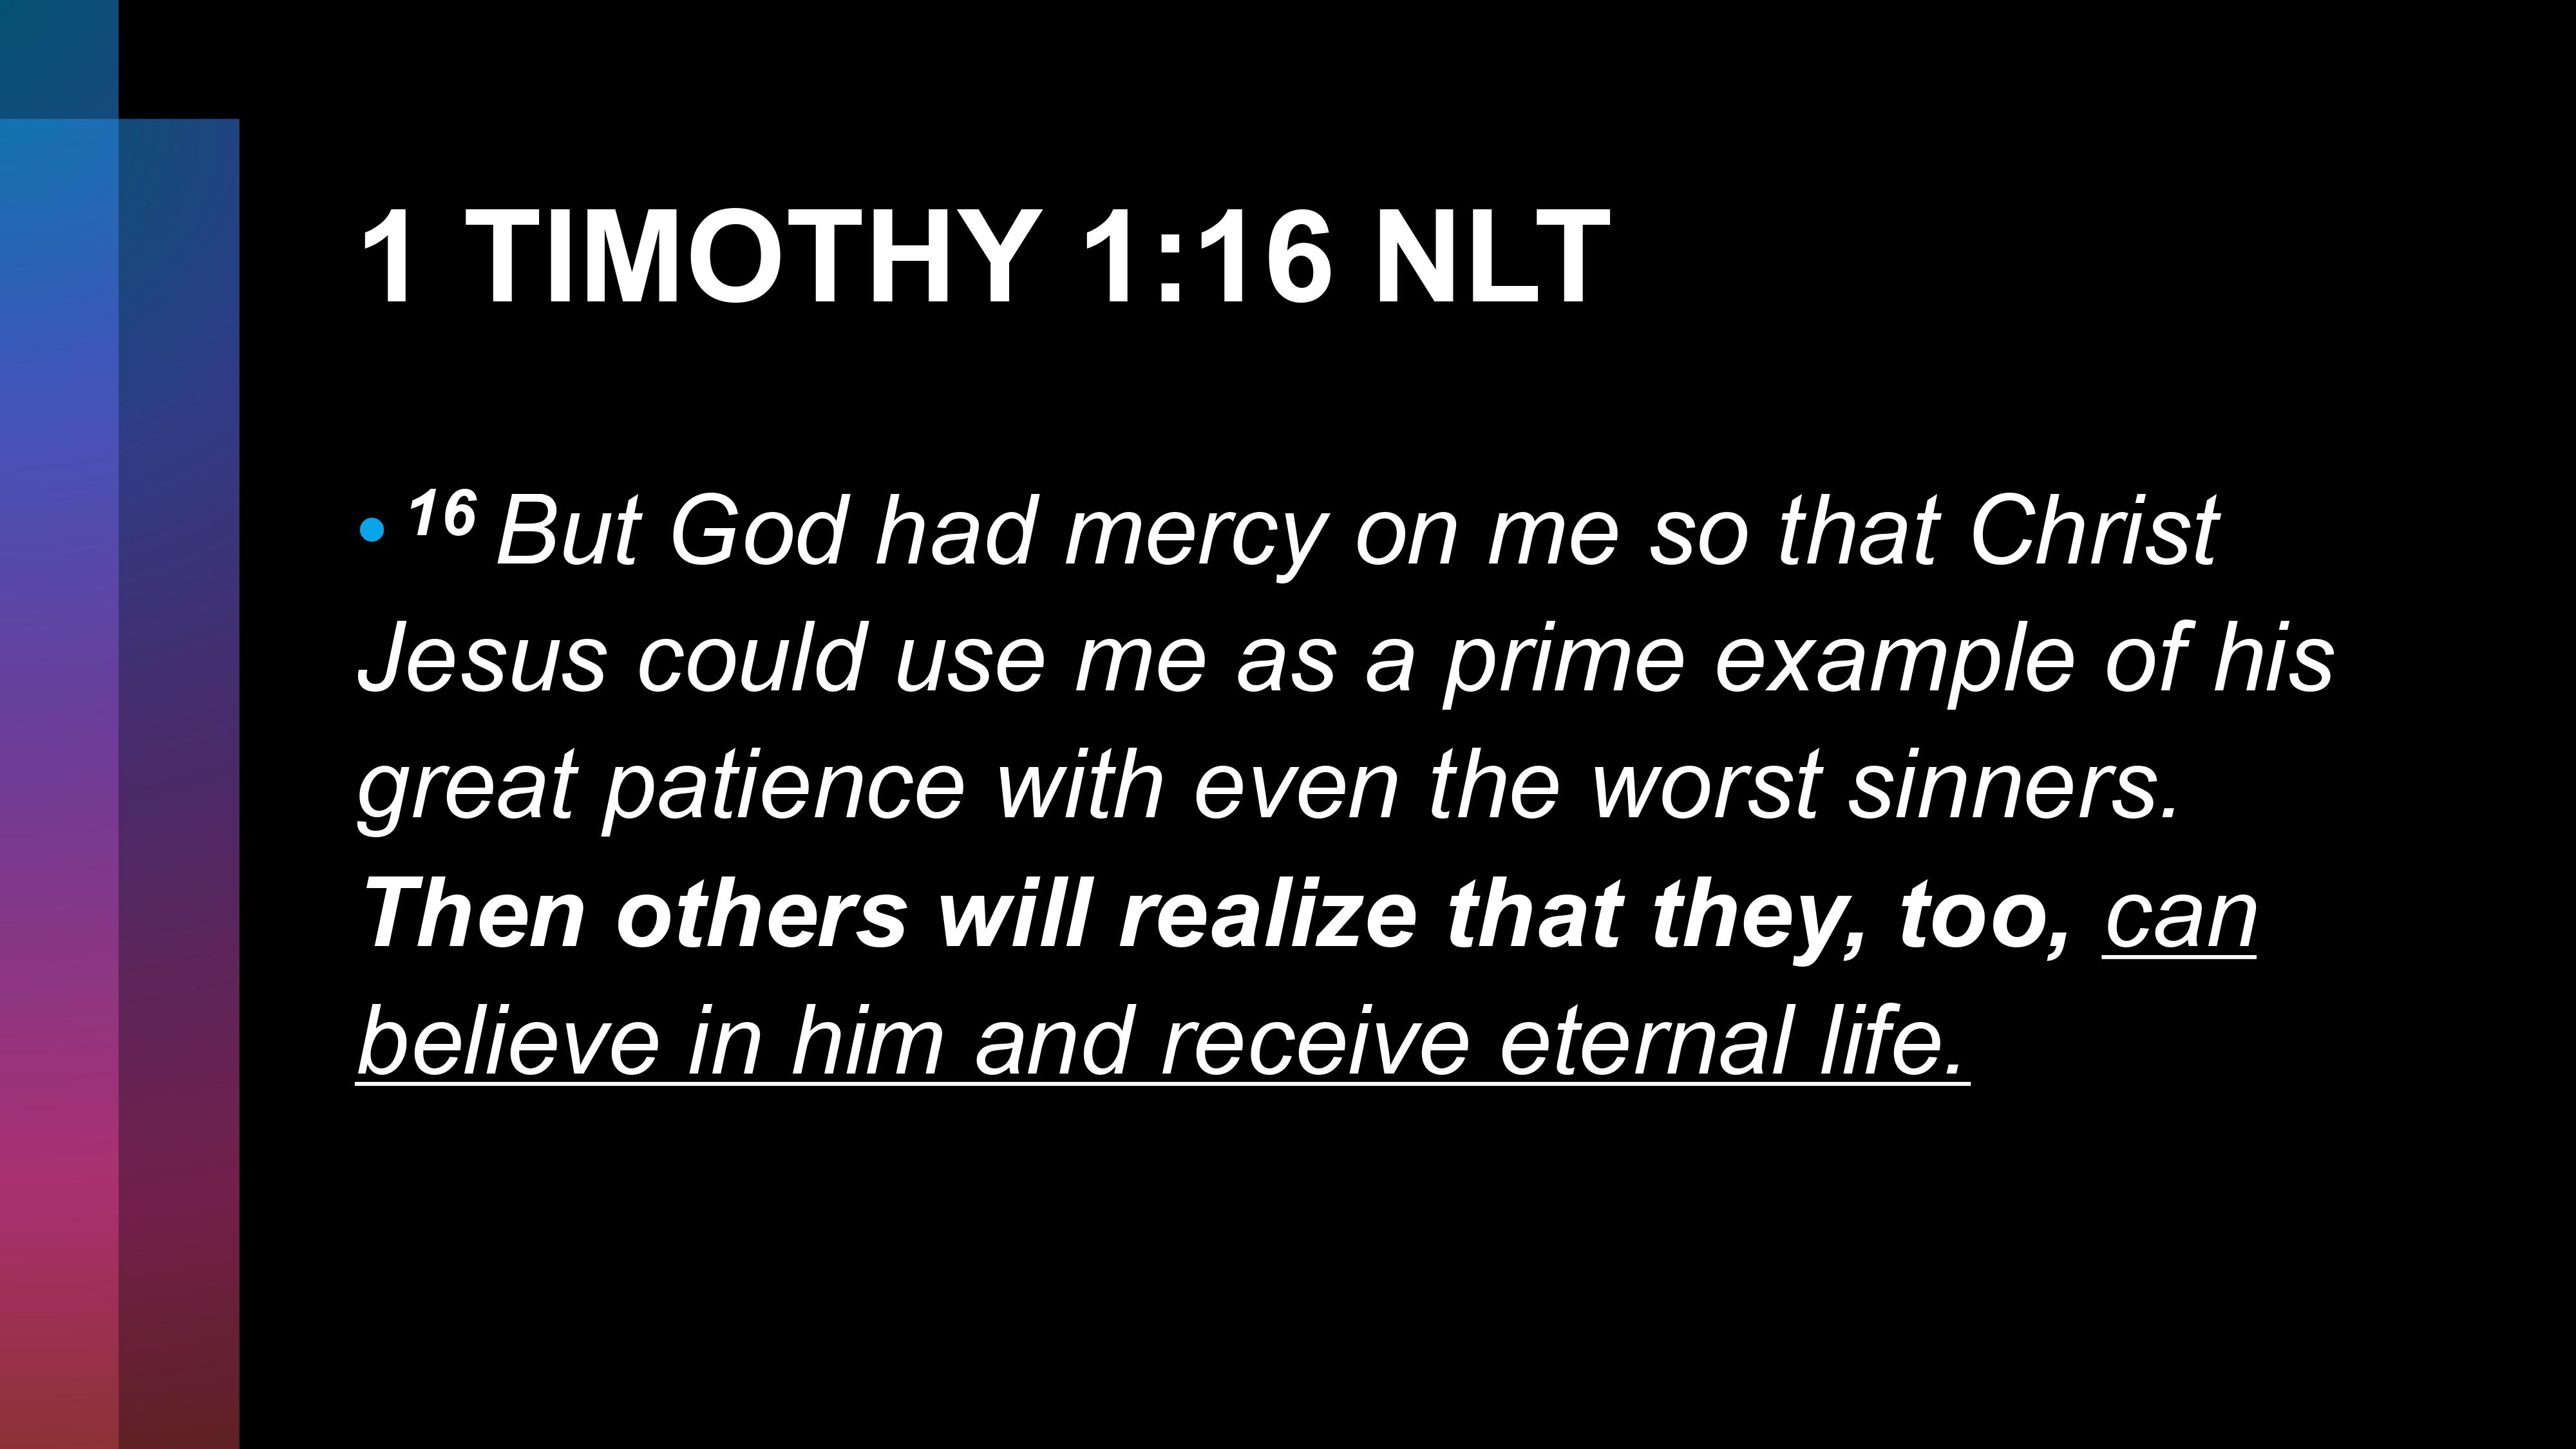 1 TIMOTHY 1:16 NLT
• 16 But God had mercy on me so that Christ
Jesus could use me as a prime example of his
great patience with even the worst sinners.
Then others will realize that they, too, can
believe in him and receive eternal life.